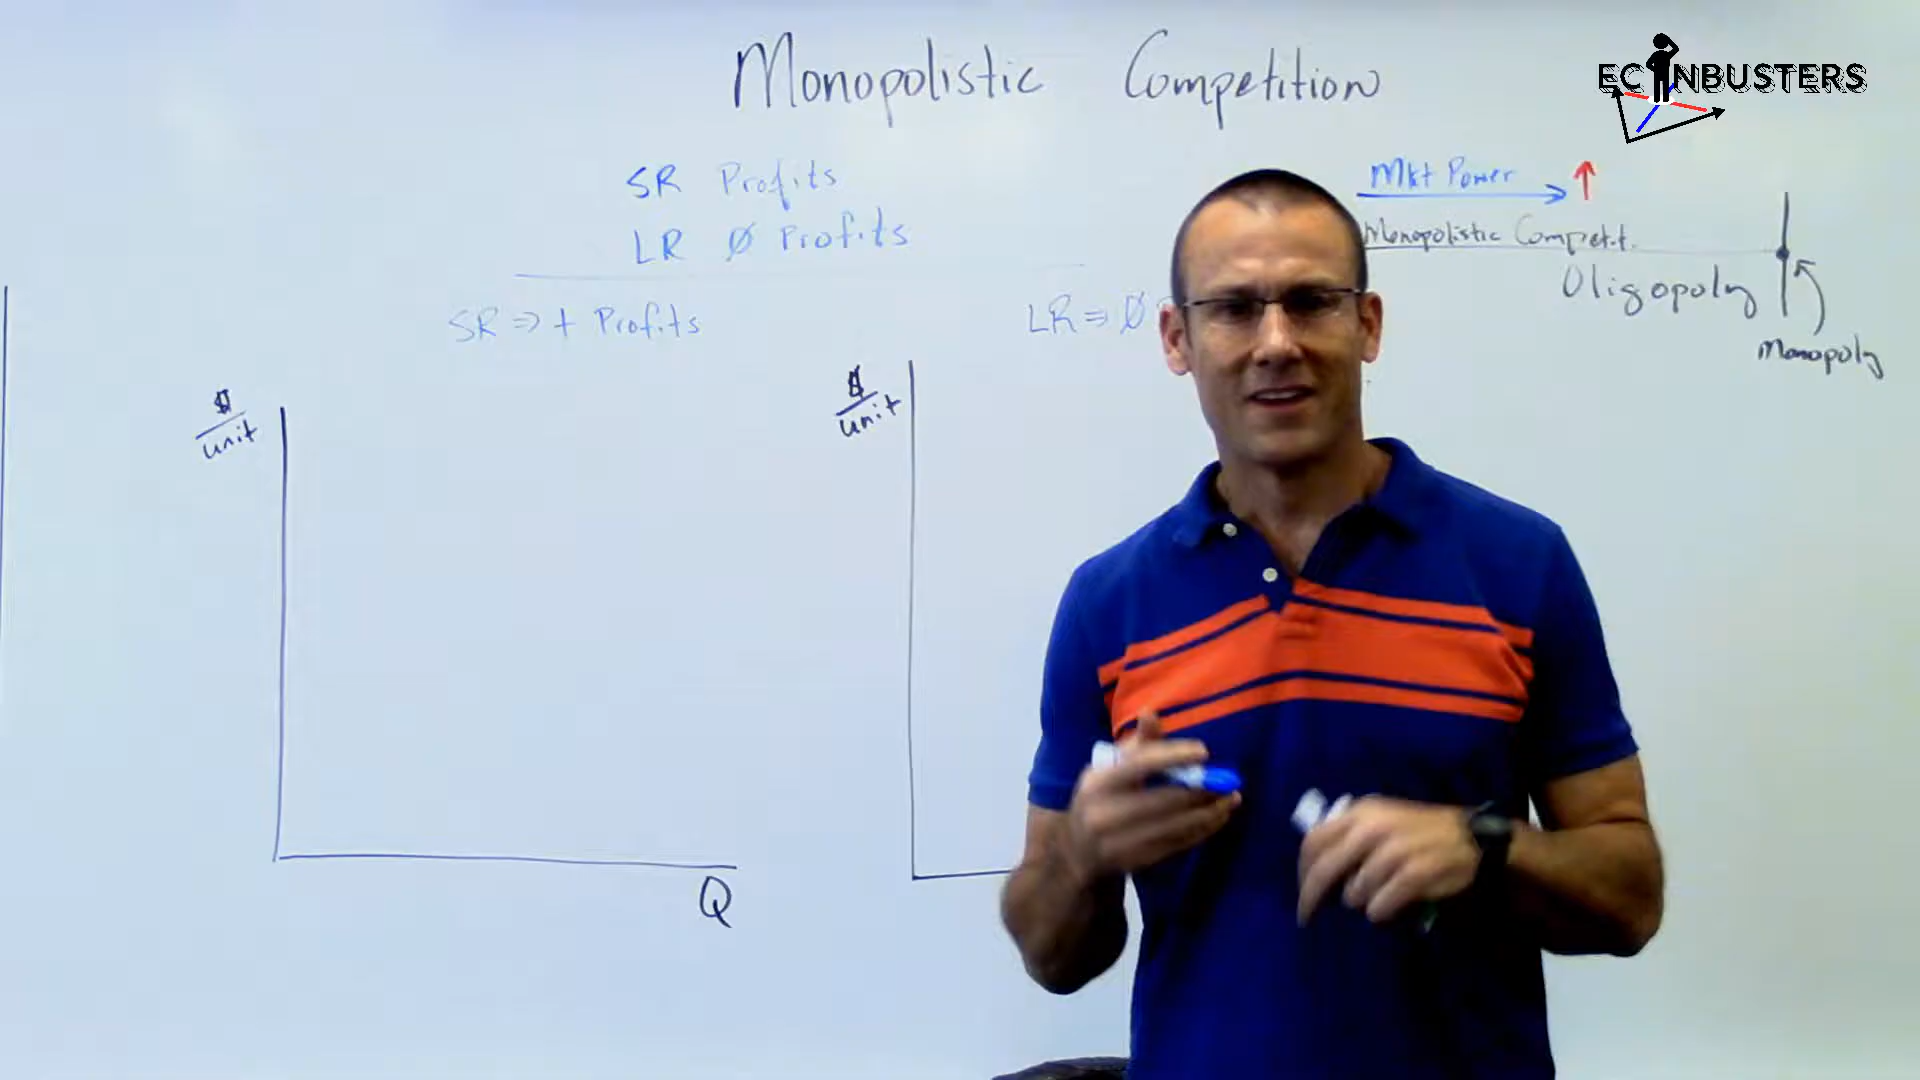 Monopolistic Competition
ECONBUSTERS
SR Profits
LR Ø Profits
Mkt Power ↑
Monopolistic Competit.
Oligopoly
Monopoly
SR ⇒ + Profits
LR ⇒ Ø
$
unit
Q
$
unit